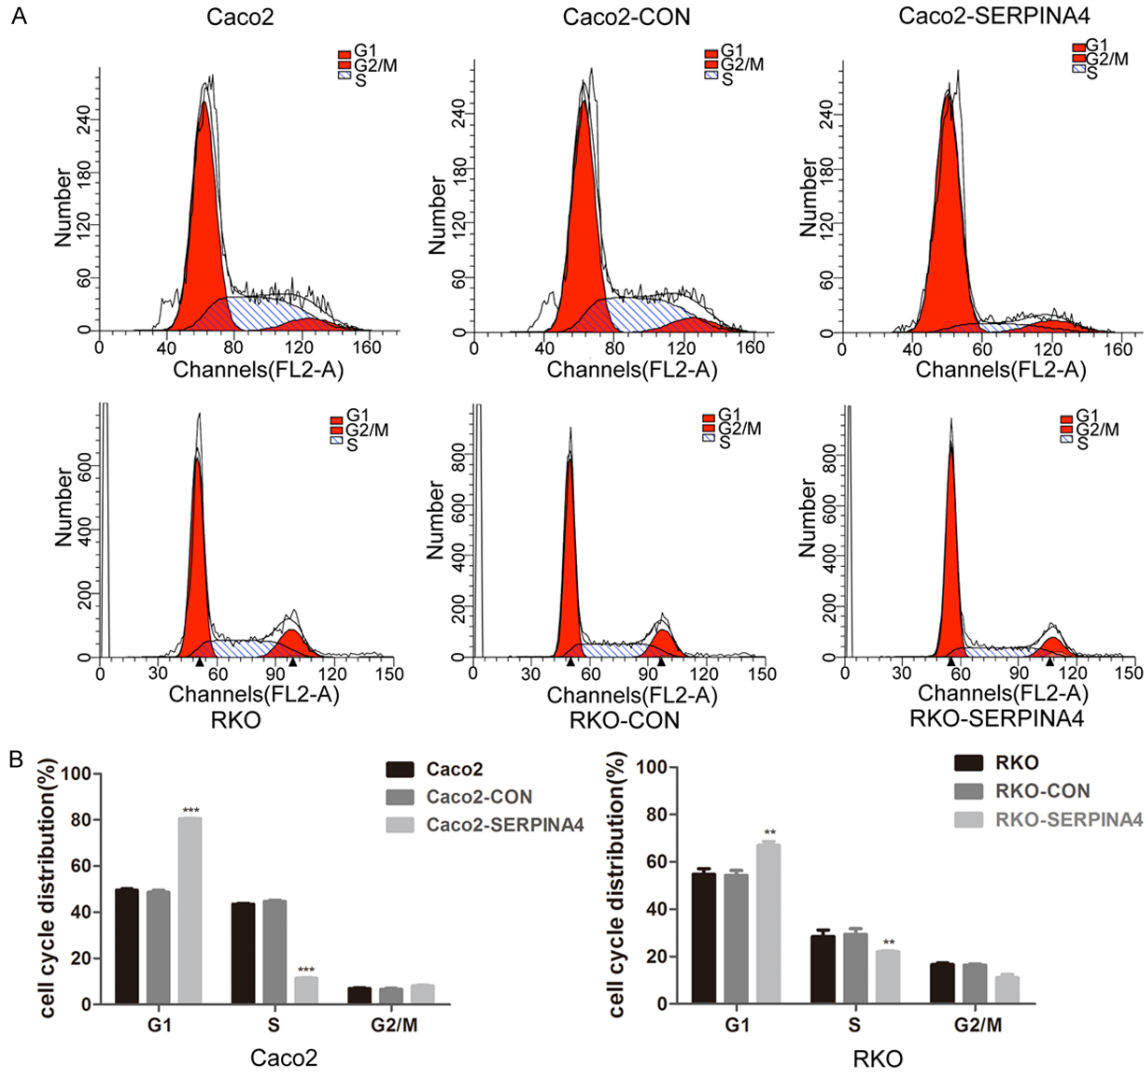 A
Caco2
Caco2-CON
Caco2-SERPINA4
G1
G2/M
S
G1
G2/M
S
G1
G2/M
S
Number
240
180
120
60
0
0 40 80 120 160
Channels(FL2-A)
Number
240
180
120
60
0
0 40 80 120 160
Channels(FL2-A)
Number
240
180
120
60
0
0 40 60 120 160
Channels(FL2-A)
G1
G2/M
S
G1
G2/M
S
G1
G2/M
S
Number
600
400
200
0
0 30 60 90 120 150
Channels(FL2-A)
RKO
Number
800
600
400
200
0
0 30 60 90 120 150
Channels(FL2-A)
RKO-CON
Number
800
600
400
200
0
0 30 60 90 120 150
Channels(FL2-A)
RKO-SERPINA4
B
cell cycle distribution(%)
100
80
60
40
20
0
Caco2
Caco2-CON
Caco2-SERPINA4
***
***
G1 S G2/M
Caco2
cell cycle distribution(%)
100
80
60
40
20
0
RKO
RKO-CON
RKO-SERPINA4
**
**
G1 S G2/M
RKO